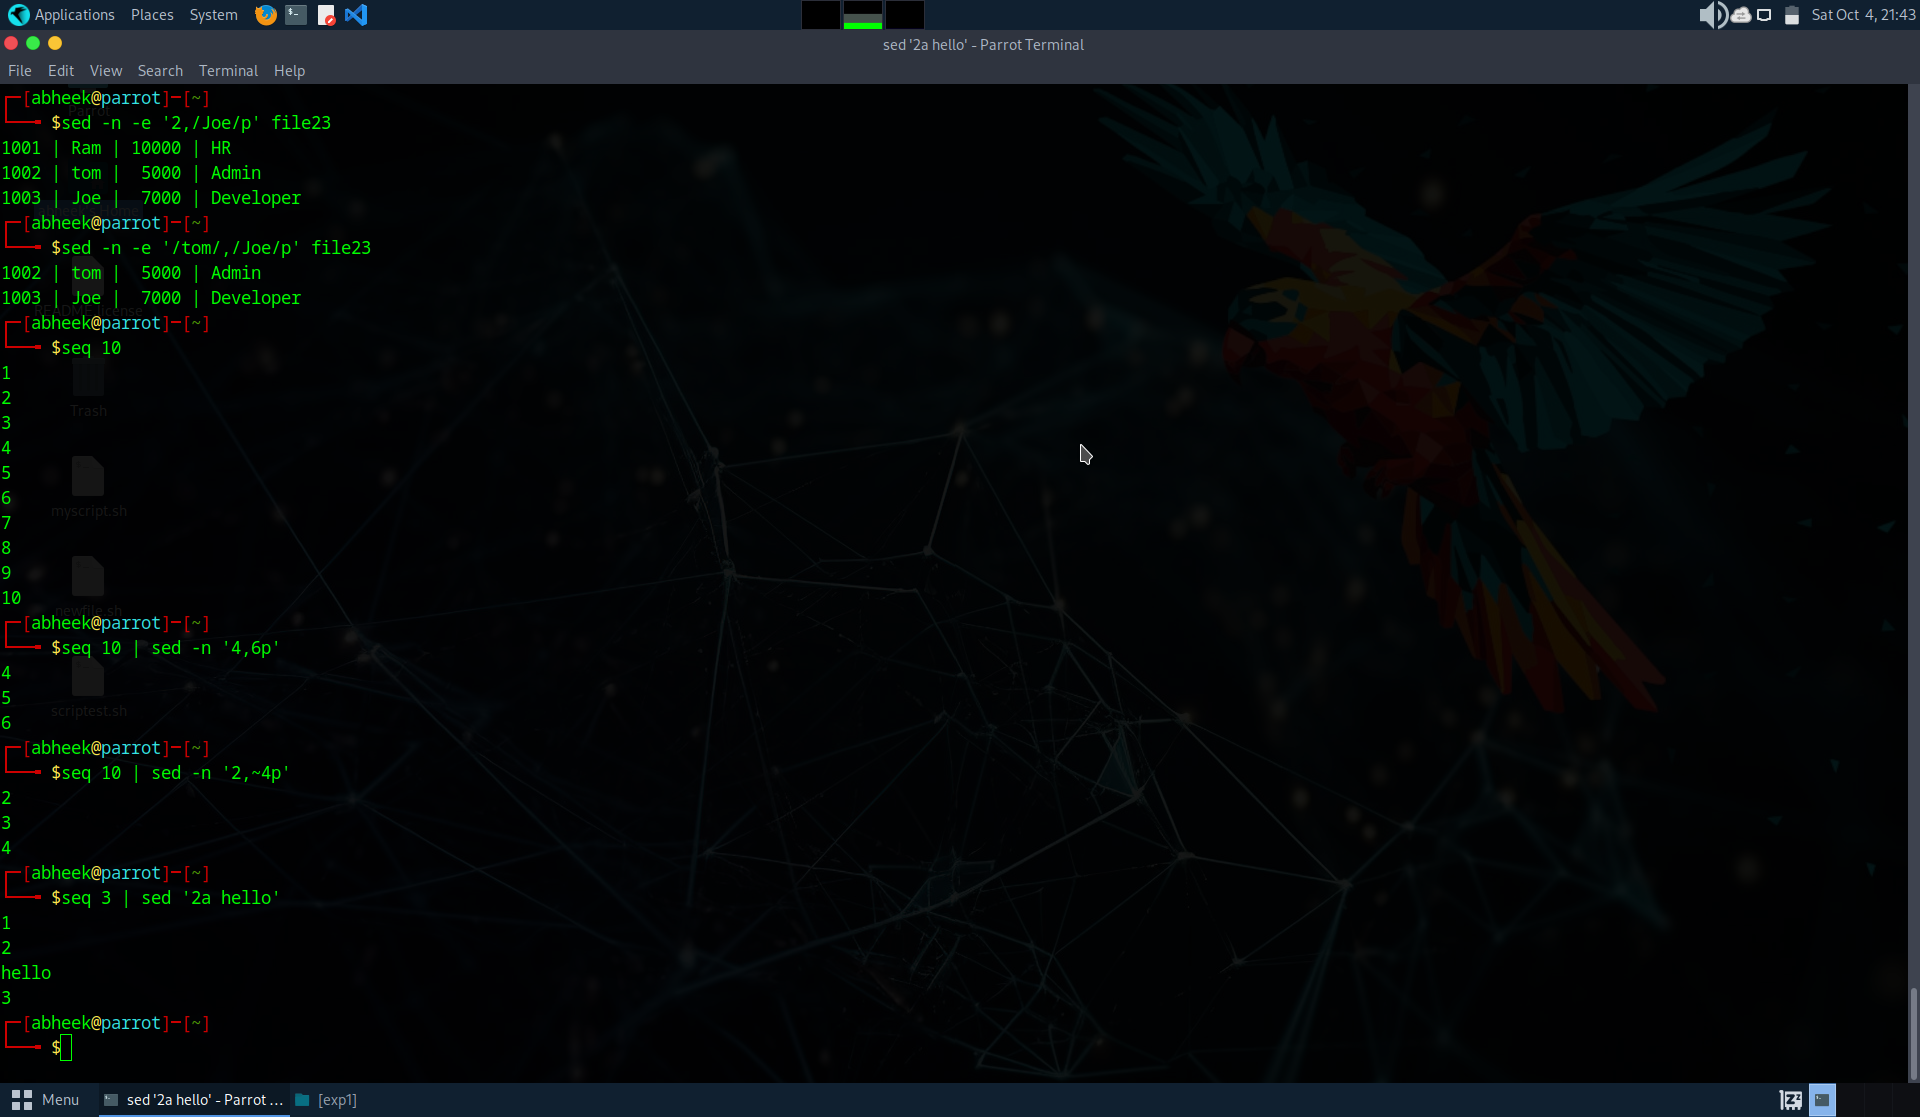 Applications Places System Sat Oct 4, 21:43
sed '2a hello' - Parrot Terminal
File Edit View Search Terminal Help
[abheek@parrot]─[~]
$sed -n -e '2,/Joe/p' file23
1001 | Ram | 10000 | HR
1002 | tom |  5000 | Admin
1003 | Joe |  7000 | Developer
[abheek@parrot]─[~]
$sed -n -e '/tom/,/Joe/p' file23
1002 | tom |  5000 | Admin
1003 | Joe |  7000 | Developer
README.license
[abheek@parrot]─[~]
$seq 10
1
2
3
Trash
4
5
6
7
myscript.sh
8
9
10
newfile.sh
[abheek@parrot]─[~]
$seq 10 | sed -n '4,6p'
4
5
6
scriptest.sh
[abheek@parrot]─[~]
$seq 10 | sed -n '2,~4p'
2
3
4
[abheek@parrot]─[~]
$seq 3 | sed '2a hello'
1
2
hello
3
[abheek@parrot]─[~]
$
Menu sed '2a hello' - Parrot ... [exp1]